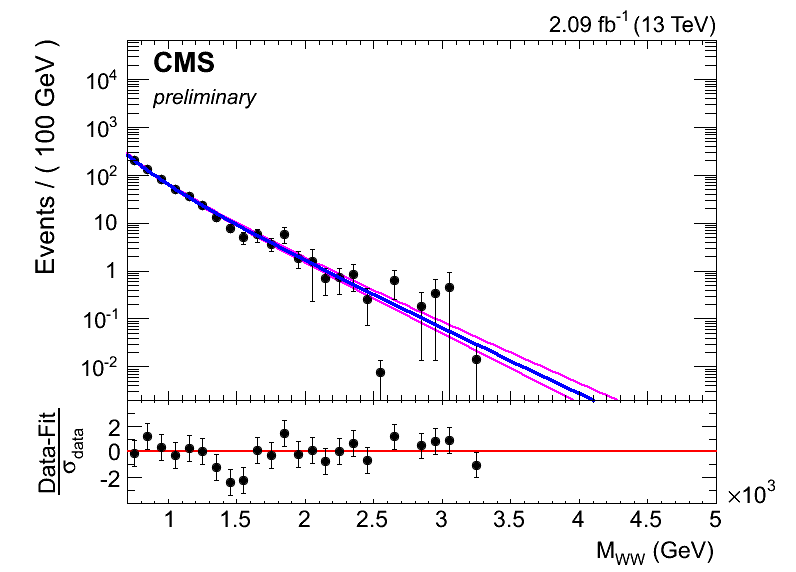 2.09 fb⁻¹ (13 TeV)
CMS
preliminary
Events / ( 100 GeV )
10⁴
10³
10²
10
1
10⁻¹
10⁻²
Data-Fit
σdata
2
0
-2
×10³
1 1.5 2 2.5 3 3.5 4 4.5 5
M_WW (GeV)